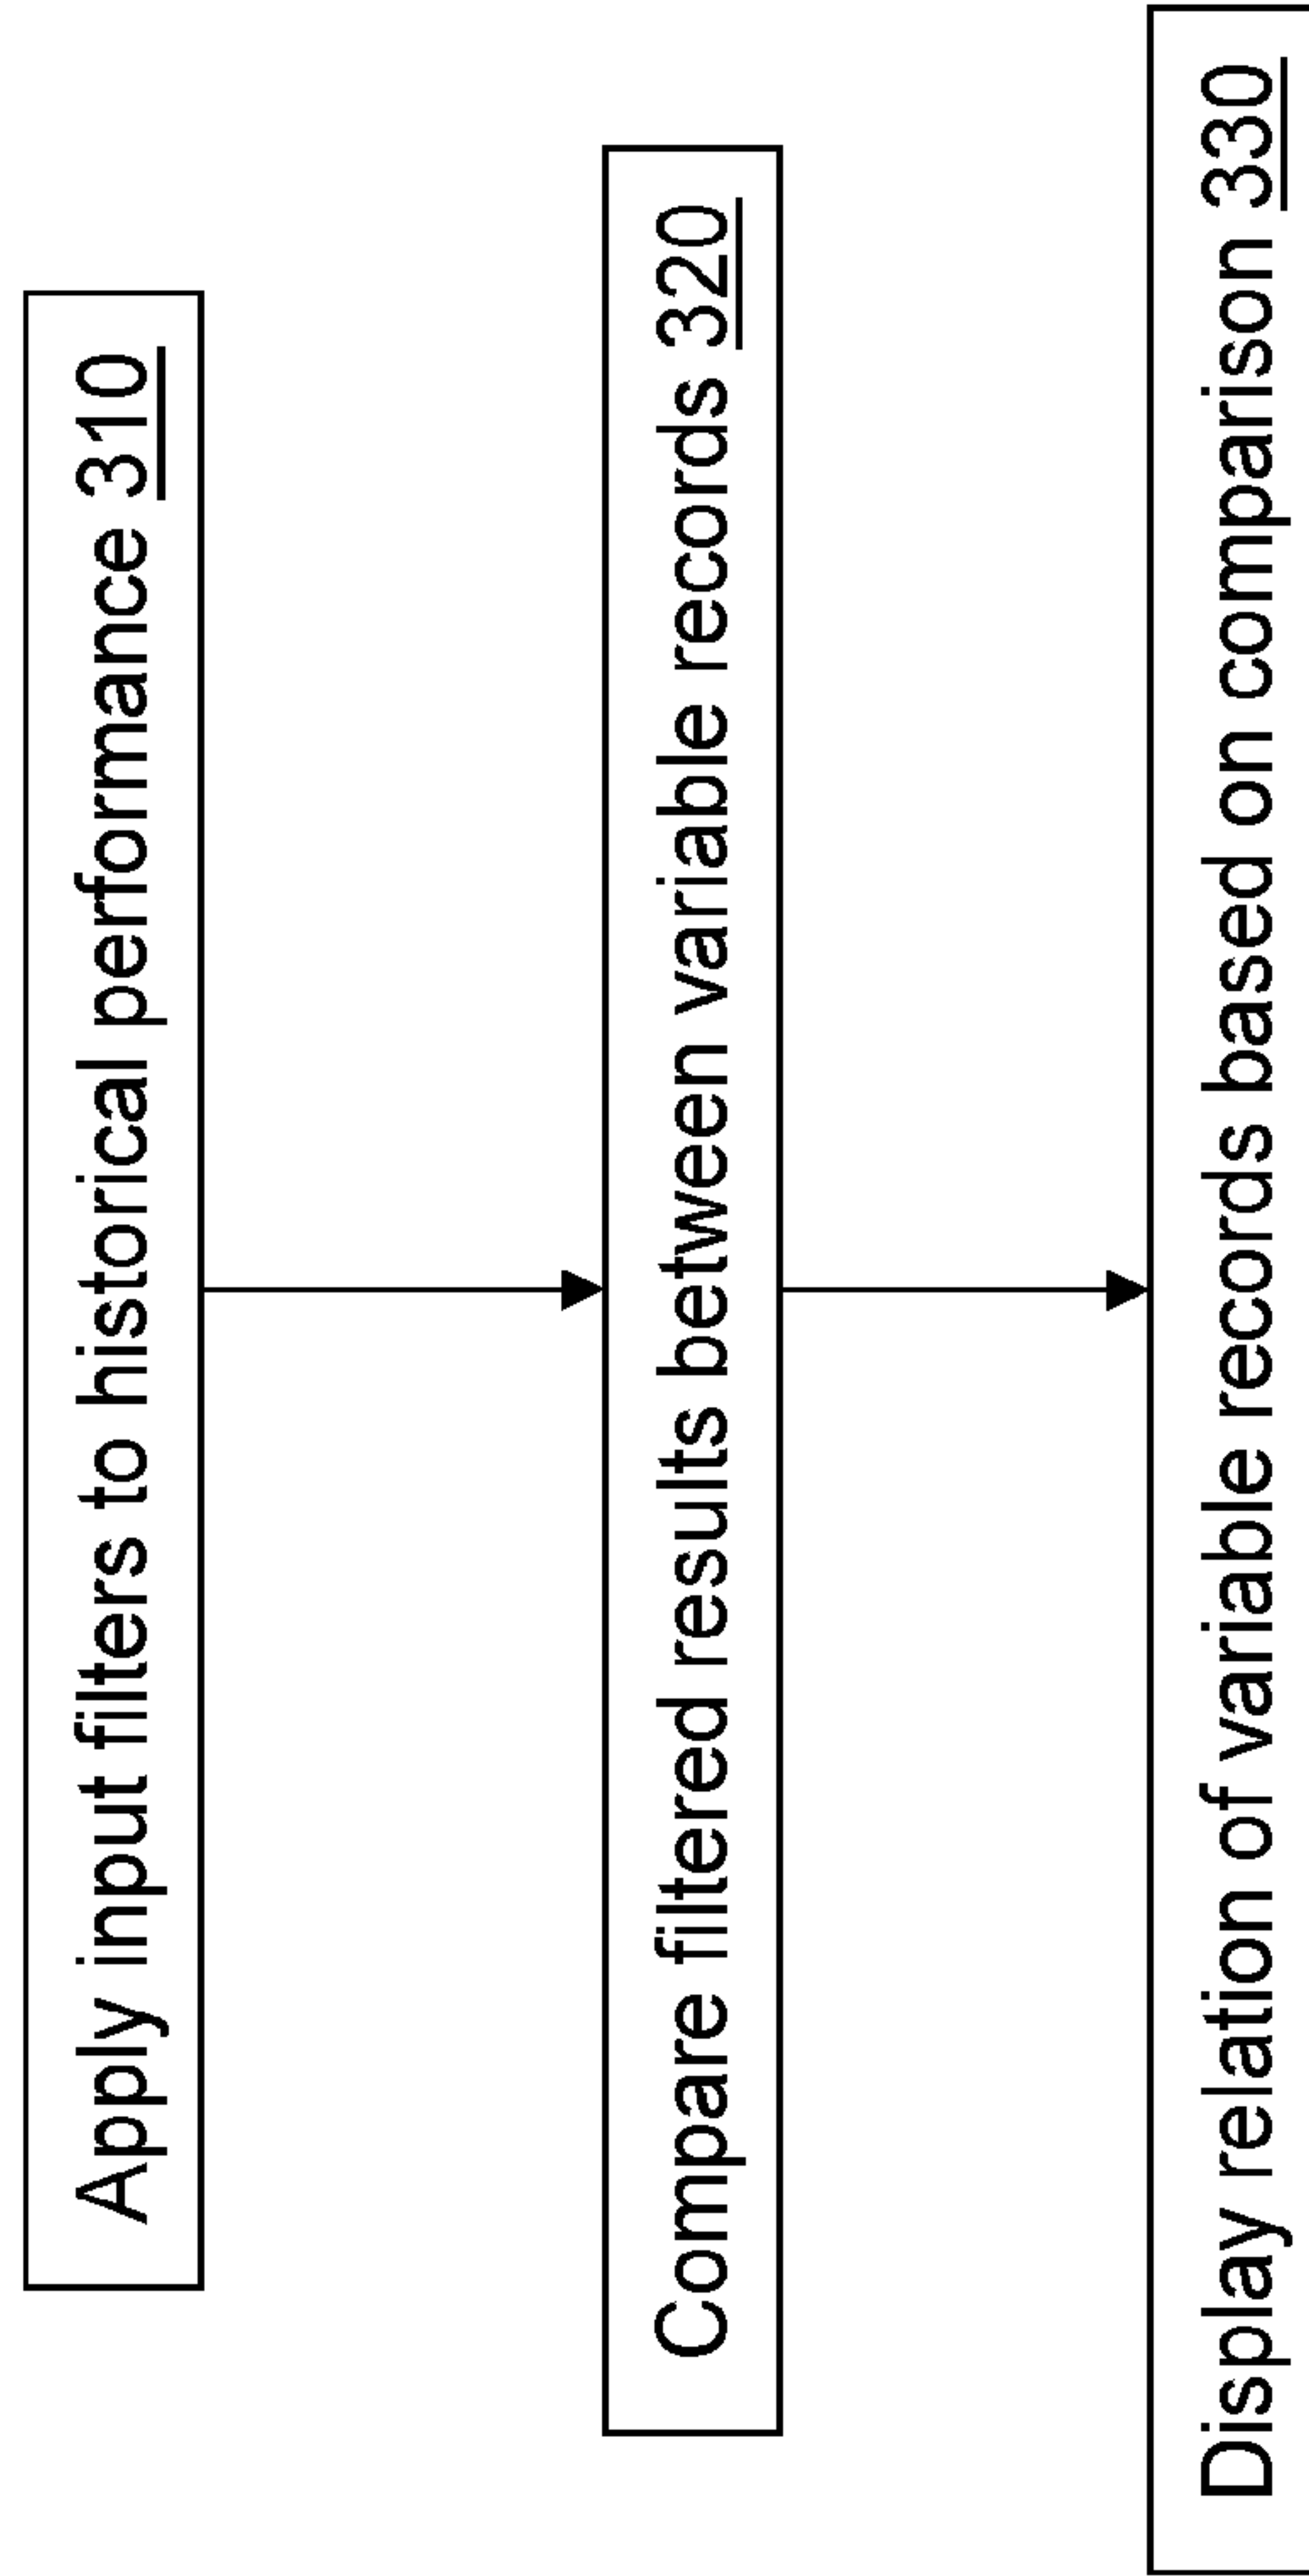 Apply input filters to historical performance 310
Compare filtered results between variable records 320
Display relation of variable records based on comparison 330